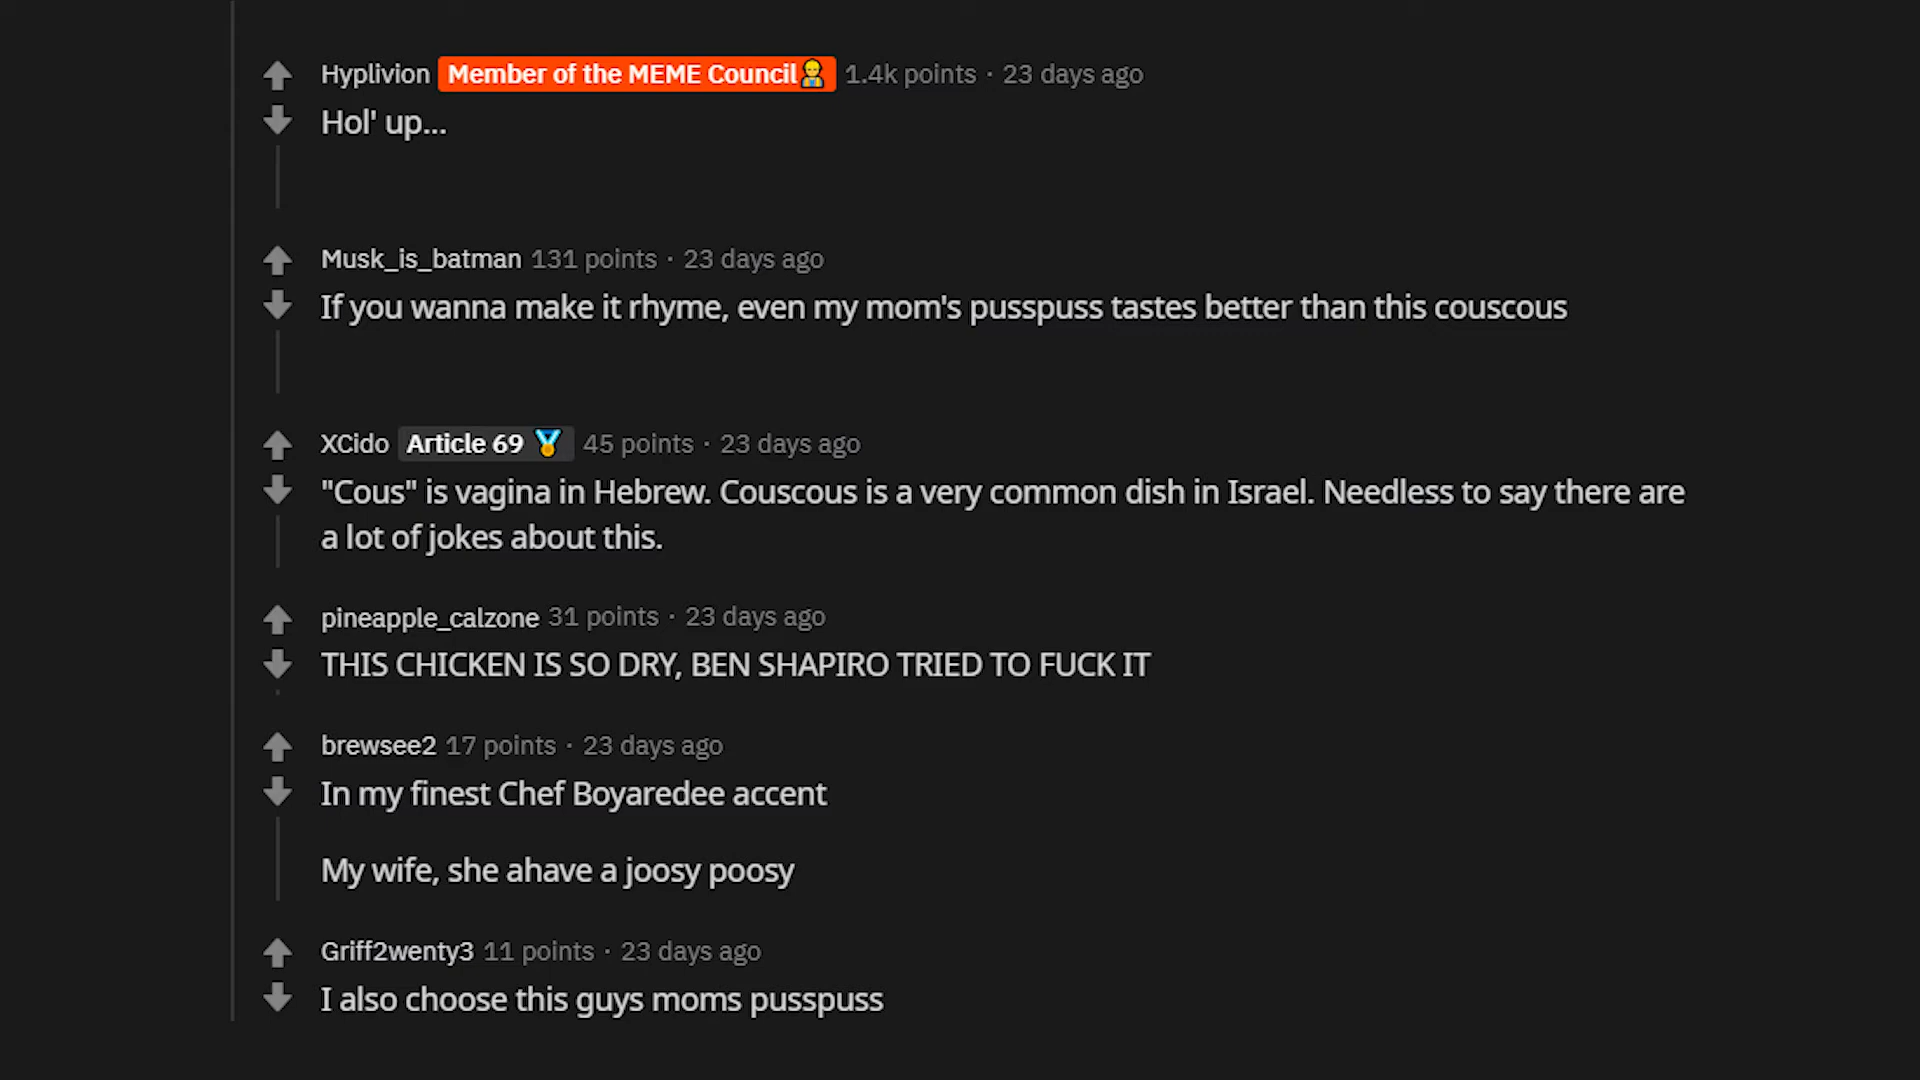 Hyplivion Member of the MEME Council 1.4k points · 23 days ago
Hol' up...
Musk_is_batman 131 points · 23 days ago
If you wanna make it rhyme, even my mom's pusspuss tastes better than this couscous
XCido Article 69 45 points · 23 days ago
"Cous" is vagina in Hebrew. Couscous is a very common dish in Israel. Needless to say there are
a lot of jokes about this.
pineapple_calzone 31 points · 23 days ago
THIS CHICKEN IS SO DRY, BEN SHAPIRO TRIED TO FUCK IT
brewsee2 17 points · 23 days ago
In my finest Chef Boyaredee accent
My wife, she ahave a joosy poosy
Griff2wenty3 11 points · 23 days ago
I also choose this guys moms pusspuss